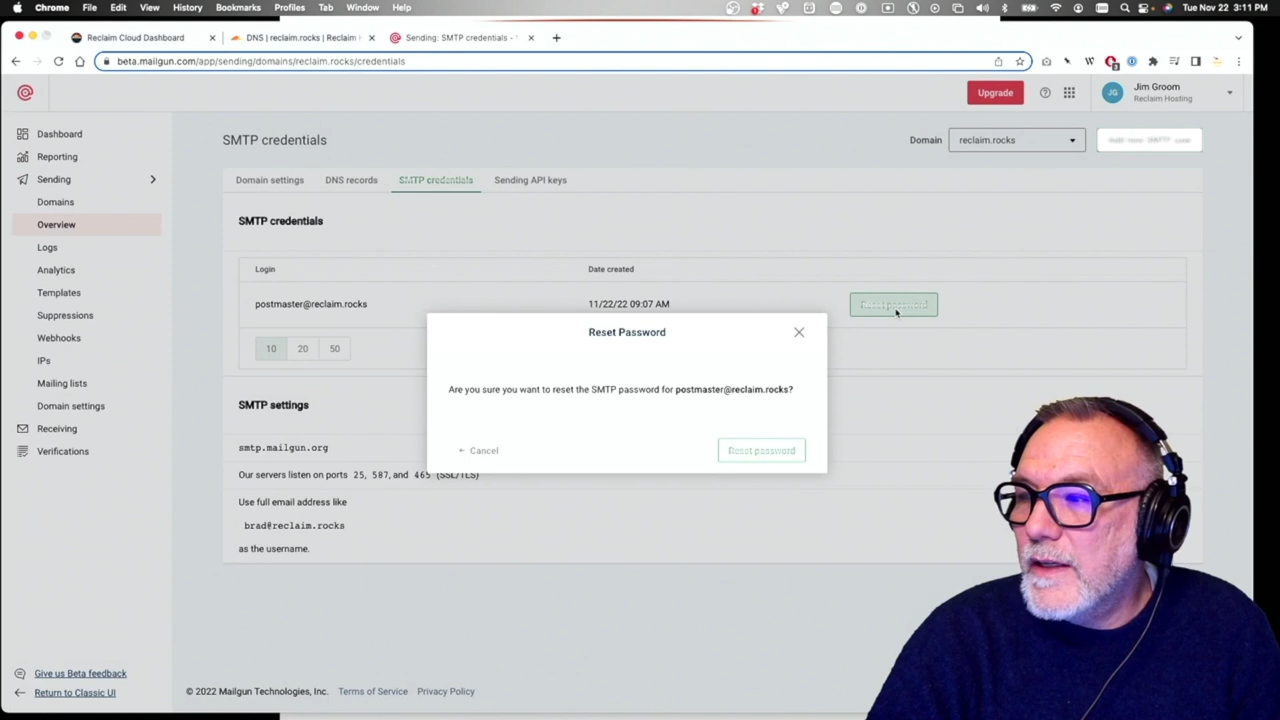 Chrome File Edit View History Bookmarks Profiles Tab Window Help
Tue Nov 22 3:11 PM
Reclaim Cloud Dashboard
DNS | reclaim.rocks | Reclaim
Sending: SMTP credentials -
beta.mailgun.com/app/sending/domains/reclaim.rocks/credentials
Upgrade
JG
Jim Groom
Reclaim Hosting
Dashboard
Reporting
Sending
Domains
Overview
Logs
Analytics
Templates
Suppressions
Webhooks
IPs
Mailing lists
Domain settings
Receiving
Verifications
Give us Beta feedback
Return to Classic UI
SMTP credentials
Domain
reclaim.rocks
Add new SMTP user
Domain settings
DNS records
SMTP credentials
Sending API keys
SMTP credentials
Login
Date created
postmaster@reclaim.rocks
11/22/22 09:07 AM
Reset password
10
20
50
Reset Password
Are you sure you want to reset the SMTP password for postmaster@reclaim.rocks?
← Cancel
Reset password
SMTP settings
smtp.mailgun.org
Our servers listen on ports 25, 587, and 465 (SSL/TLS)
Use full email address like
brad@reclaim.rocks
as the username.
© 2022 Mailgun Technologies, Inc.
Terms of Service
Privacy Policy